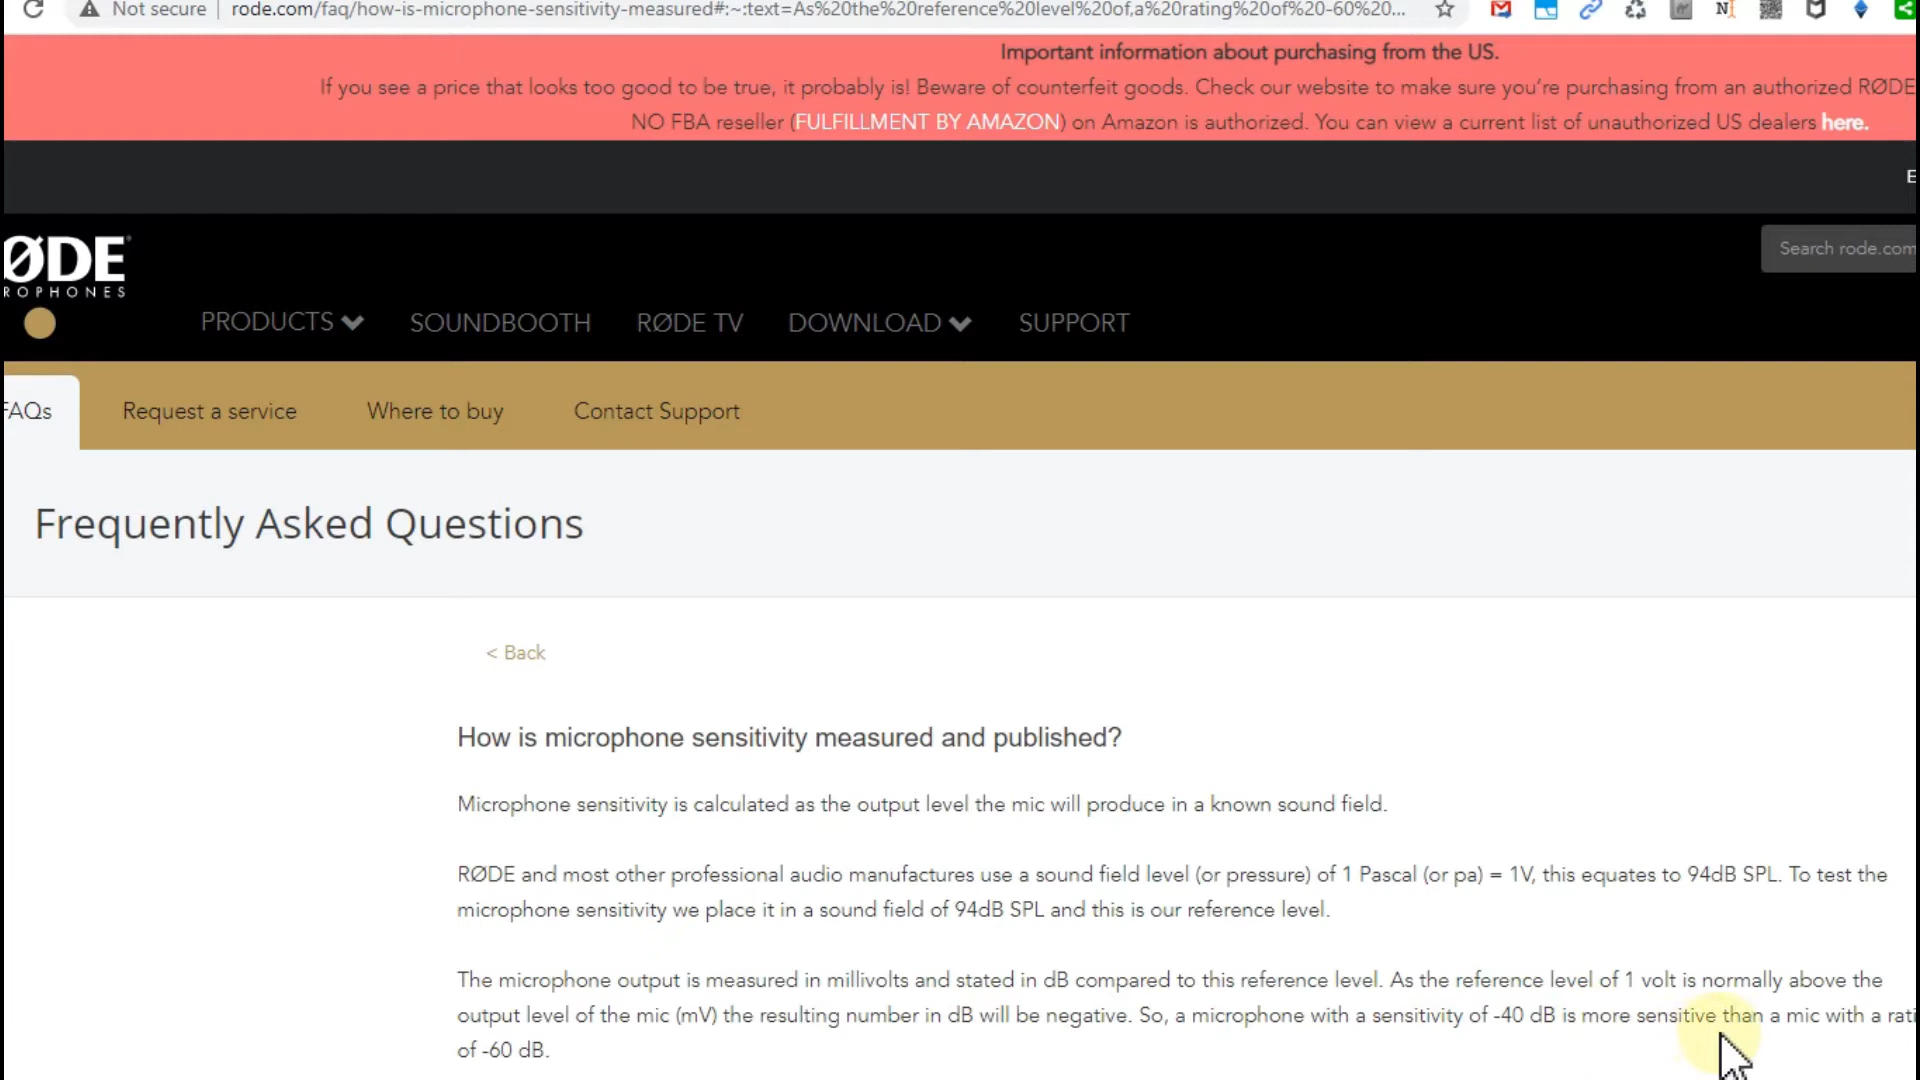 Not secure rode.com/faq/how-is-microphone-sensitivity-measured#:~:text=As%20the%20reference%20level%20of,a%20rating%20of%20-60%20...
Important information about purchasing from the US.
If you see a price that looks too good to be true, it probably is! Beware of counterfeit goods. Check our website to make sure you're purchasing from an authorized RØDE
NO FBA reseller (FULFILLMENT BY AMAZON) on Amazon is authorized. You can view a current list of unauthorized US dealers here.
E
ØDE
ROPHONES
Search rode.com
PRODUCTS SOUNDBOOTH RØDE TV DOWNLOAD SUPPORT
FAQs Request a service Where to buy Contact Support
Frequently Asked Questions
< Back
How is microphone sensitivity measured and published?
Microphone sensitivity is calculated as the output level the mic will produce in a known sound field.
RØDE and most other professional audio manufactures use a sound field level (or pressure) of 1 Pascal (or pa) = 1V, this equates to 94dB SPL. To test the
microphone sensitivity we place it in a sound field of 94dB SPL and this is our reference level.
The microphone output is measured in millivolts and stated in dB compared to this reference level. As the reference level of 1 volt is normally above the
output level of the mic (mV) the resulting number in dB will be negative. So, a microphone with a sensitivity of -40 dB is more sensitive than a mic with a rati
of -60 dB.